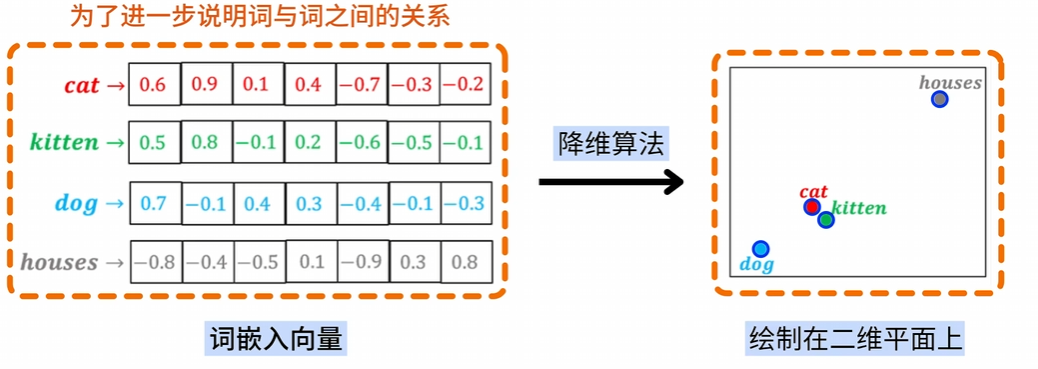 为了进一步说明词与词之间的关系
cat → 0.6 0.9 0.1 0.4 −0.7 −0.3 −0.2
kitten → 0.5 0.8 −0.1 0.2 −0.6 −0.5 −0.1
dog → 0.7 −0.1 0.4 0.3 −0.4 −0.1 −0.3
houses → −0.8 −0.4 −0.5 0.1 −0.9 0.3 0.8
词嵌入向量
降维算法
houses
cat
kitten
dog
绘制在二维平面上